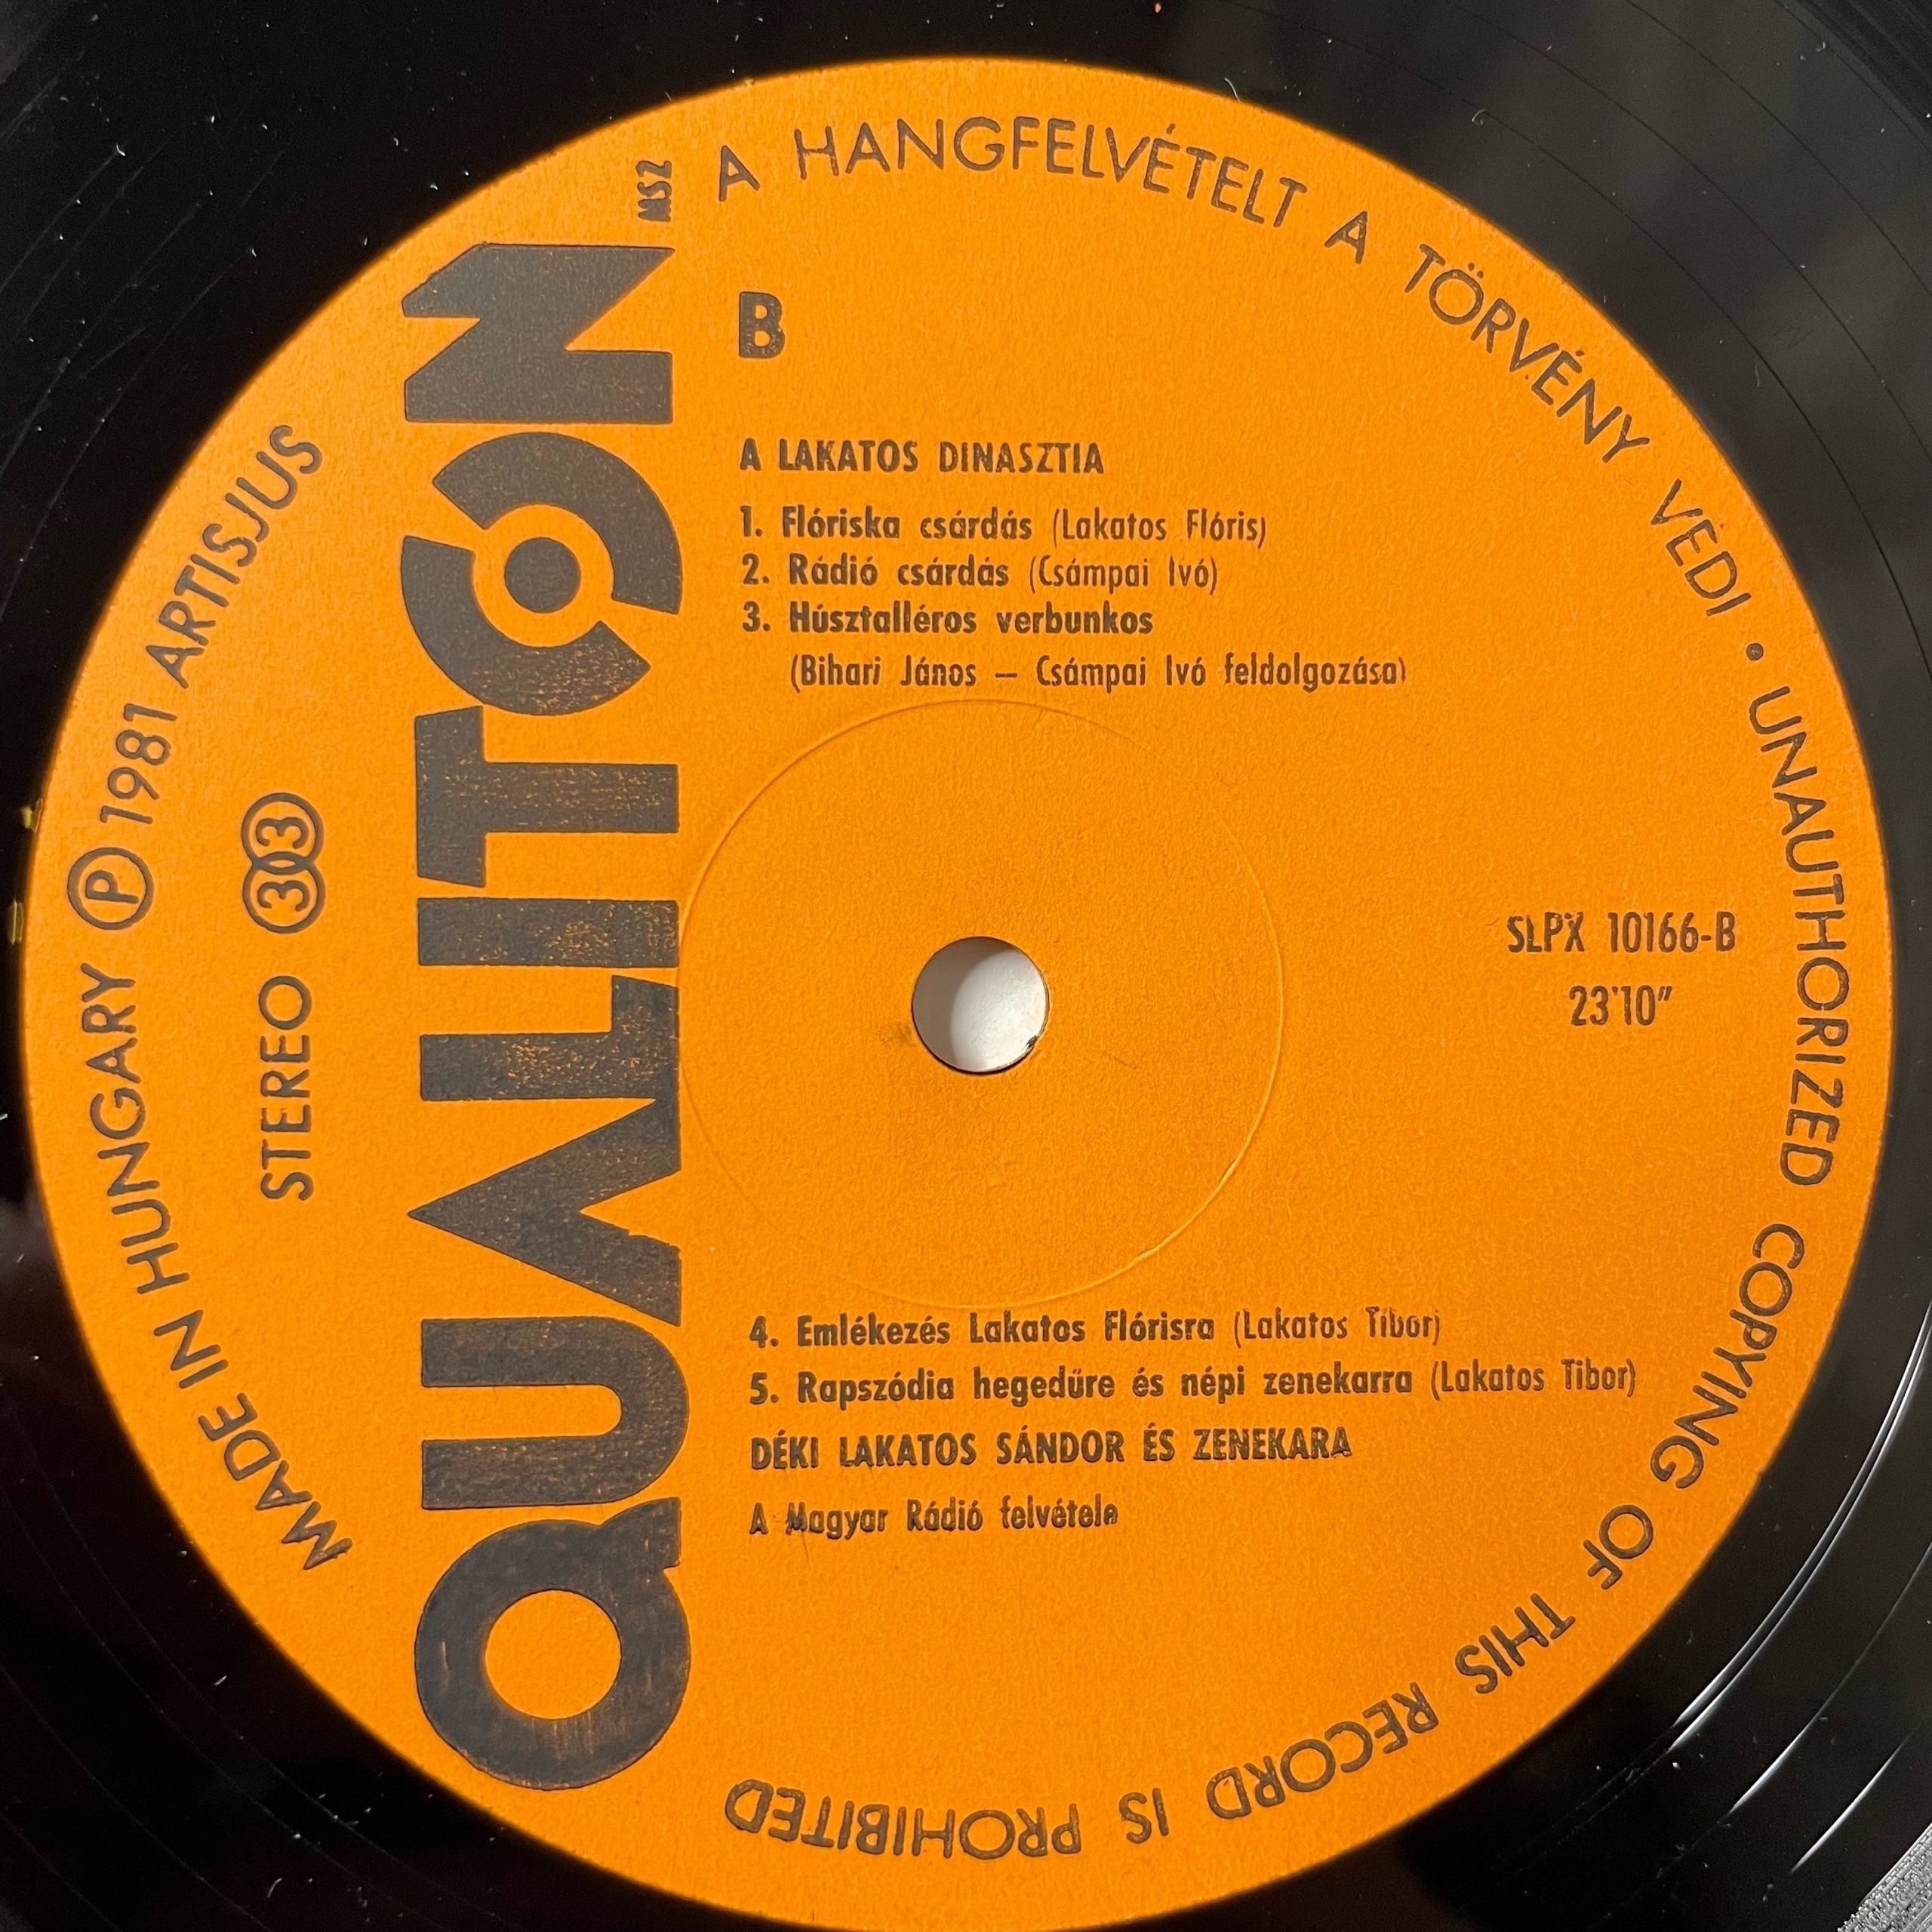 A HANGFELVÉTELT A TÖRVÉNY VÉDI • UNAUTHORIZED COPYING OF THIS RECORD IS PROHIBITED
MADE IN HUNGARY Ⓟ 1981 ARTISJUS
STEREO 33
QUALITON
MSZ
B
A LAKATOS DINASZTIA
1. Flóriska csárdás (Lakatos Flóris)
2. Rádió csárdás (Csámpai Ivó)
3. Húsztalléros verbunkos
(Bihari János – Csámpai Ivó feldolgozása)
SLPX 10166-B
23'10"
4. Emlékezés Lakatos Flórisra (Lakatos Tibor)
5. Rapszódia hegedűre és népi zenekarra (Lakatos Tibor)
DÉKI LAKATOS SÁNDOR ÉS ZENEKARA
A Magyar Rádió felvétele